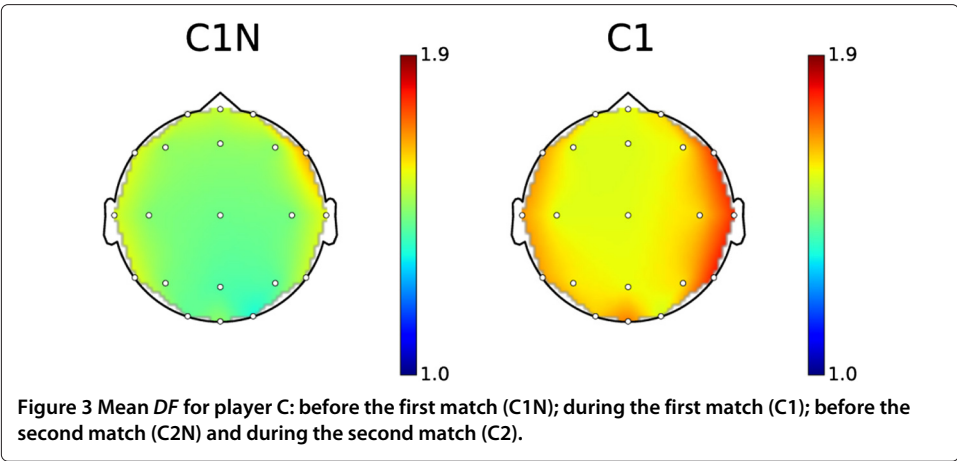 C1N
C1
1.9
1.9
1.0
1.0
Figure 3 Mean DF for player C: before the first match (C1N); during the first match (C1); before the
second match (C2N) and during the second match (C2).